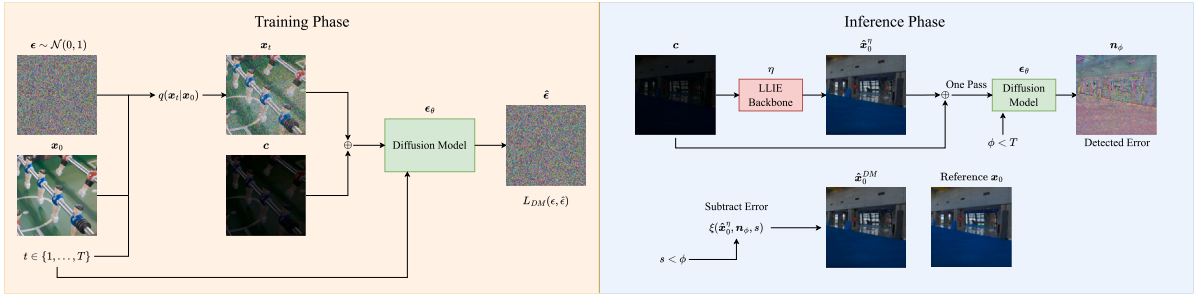 Training Phase
ϵ ∼ 𝒩(0, 1)
x_t
q(x_t|x_0)
x_0
c
⊕
ϵ_θ
Diffusion Model
ϵ̂
L_DM(ϵ, ϵ̂)
t ∈ {1, . . . , T}
Inference Phase
c
η
LLIE
Backbone
x̂_0^η
⊕
One Pass
ϵ_θ
Diffusion
Model
ϕ < T
n_ϕ
Detected Error
Subtract Error
ξ(x̂_0^η, n_ϕ, s)
s < ϕ
x̂_0^DM
Reference x_0